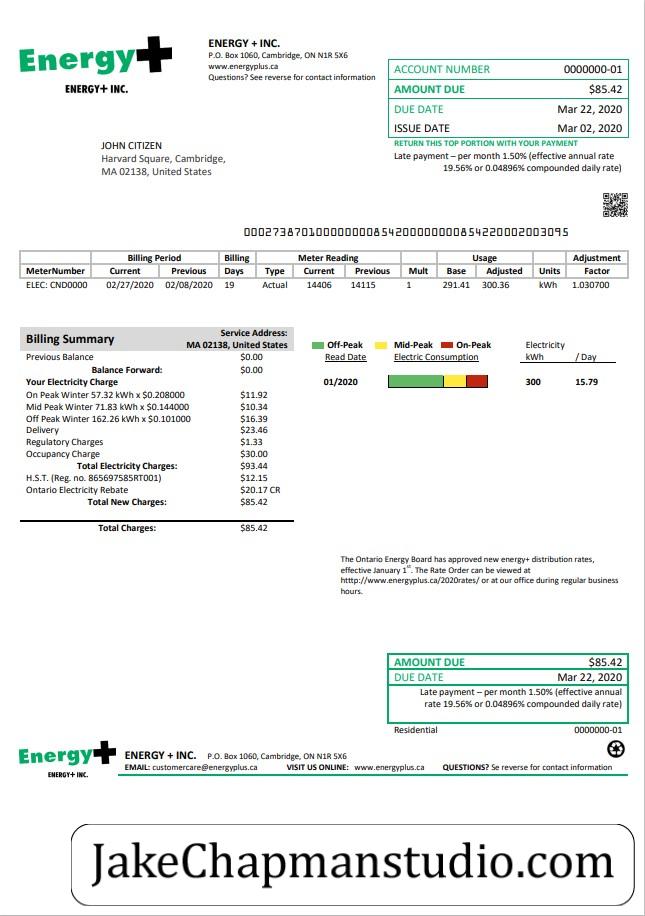 Energy+
ENERGY+ INC.
ENERGY + INC.
P.O. Box 1060, Cambridge, ON N1R 5X6
www.energyplus.ca
Questions? See reverse for contact information
ACCOUNT NUMBER 0000000-01
AMOUNT DUE $85.42
DUE DATE Mar 22, 2020
ISSUE DATE Mar 02, 2020
RETURN THIS TOP PORTION WITH YOUR PAYMENT
Late payment – per month 1.50% (effective annual rate
19.56% or 0.04896% compounded daily rate)
JOHN CITIZEN
Harvard Square, Cambridge,
MA 02138, United States
Billing Period Billing Meter Reading Usage Adjustment
MeterNumber Current Previous Days Type Current Previous Mult Base Adjusted Units Factor
ELEC: CND0000 02/27/2020 02/08/2020 19 Actual 14406 14115 1 291.41 300.36 kWh 1.030700
Billing Summary Service Address:
MA 02138, United States
Previous Balance $0.00
Balance Forward: $0.00
Your Electricity Charge
On Peak Winter 57.32 kWh x $0.208000 $11.92
Mid Peak Winter 71.83 kWh x $0.144000 $10.34
Off Peak Winter 162.26 kWh x $0.101000 $16.39
Delivery $23.46
Regulatory Charges $1.33
Occupancy Charge $30.00
Total Electricity Charges: $93.44
H.S.T. (Reg. no. 865697585RT001) $12.15
Ontario Electricity Rebate $20.17 CR
Total New Charges: $85.42
Total Charges: $85.42
Off-Peak Mid-Peak On-Peak Electricity
Read Date Electric Consumption kWh / Day
01/2020 300 15.79
The Ontario Energy Board has approved new energy+ distribution rates,
effective January 1st. The Rate Order can be viewed at
htttp://www.energyplus.ca/2020rates/ or at our office during regular business
hours.
AMOUNT DUE $85.42
DUE DATE Mar 22, 2020
Late payment – per month 1.50% (effective annual
rate 19.56% or 0.04896% compounded daily rate)
Residential 0000000-01
Energy+
ENERGY+ INC.
ENERGY + INC. P.O. Box 1060, Cambridge, ON N1R 5X6
EMAIL: customercare@energyplus.ca VISIT US ONLINE: www.energyplus.ca QUESTIONS? Se reverse for contact information
JakeChapmanstudio.com